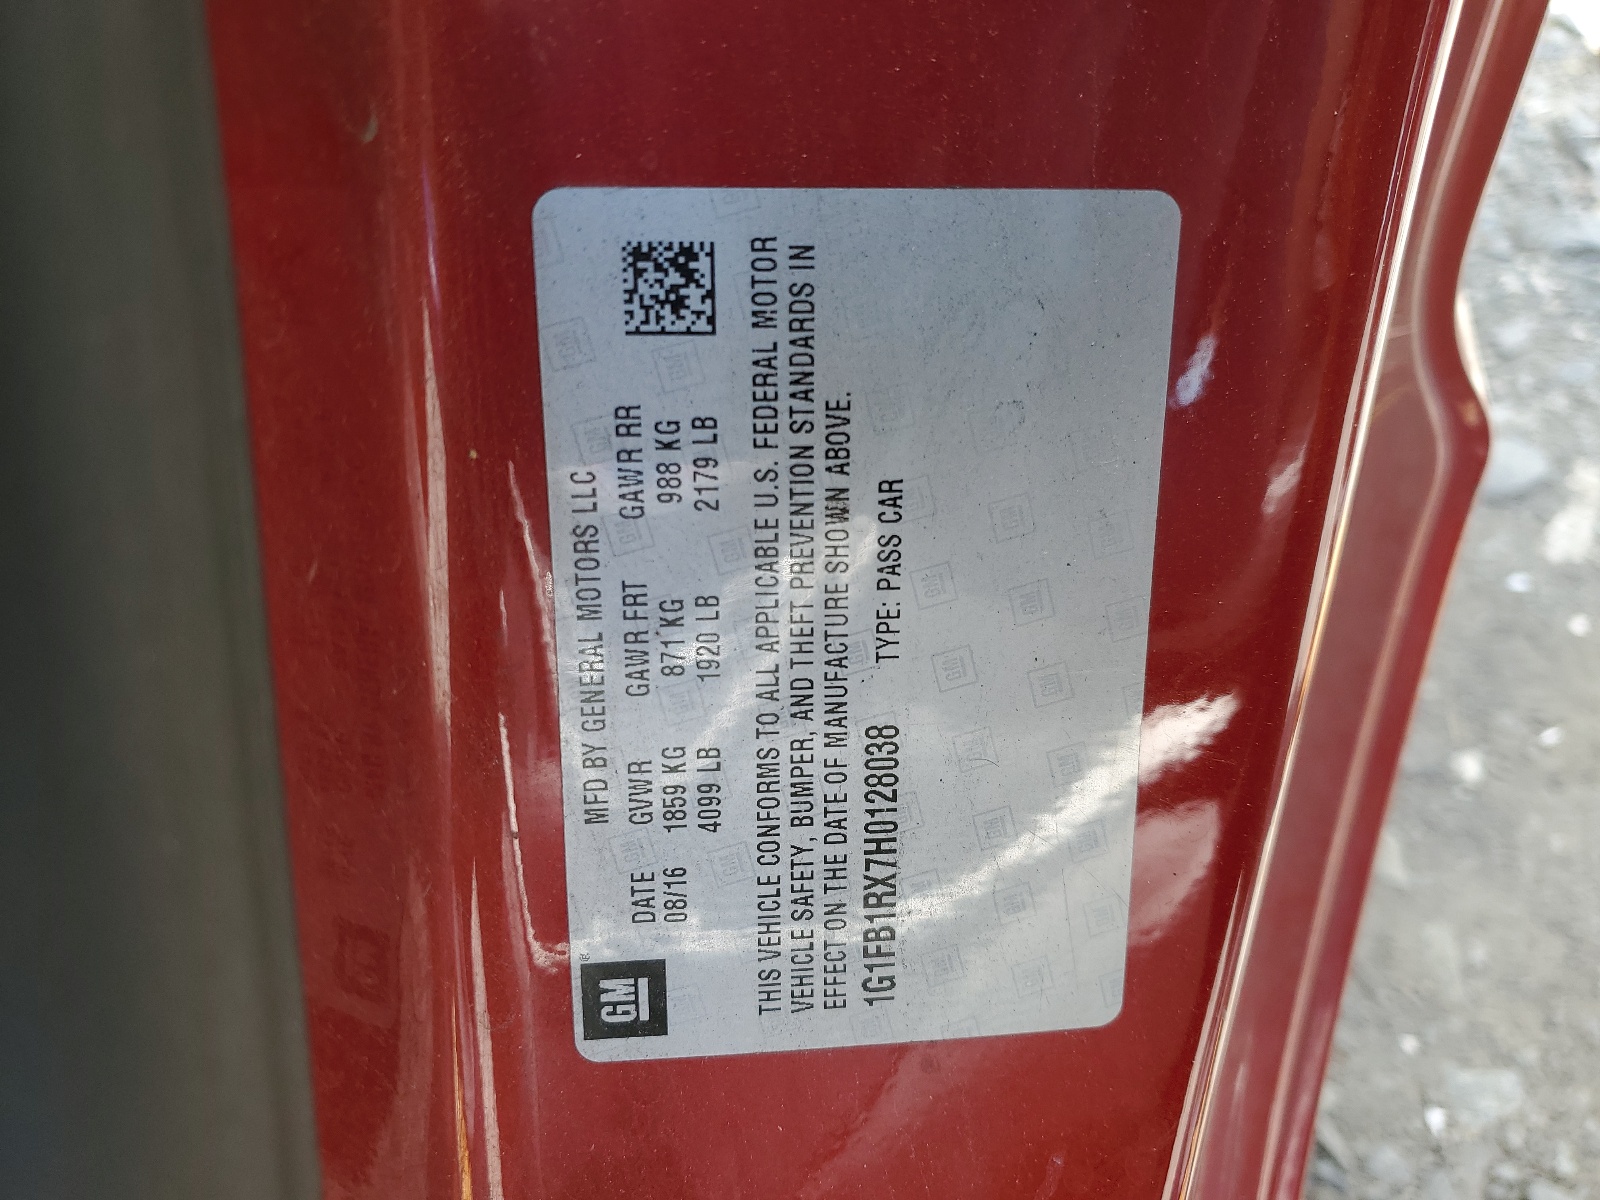 GM®
MFD BY GENERAL MOTORS LLC
DATE GVWR GAWR FRT GAWR RR
08/16 1859 KG 871 KG 988 KG
4099 LB 1920 LB 2179 LB
THIS VEHICLE CONFORMS TO ALL APPLICABLE U.S. FEDERAL MOTOR
VEHICLE SAFETY, BUMPER, AND THEFT PREVENTION STANDARDS IN
EFFECT ON THE DATE OF MANUFACTURE SHOWN ABOVE.
1G1FB1RX7H0128038 TYPE: PASS CAR